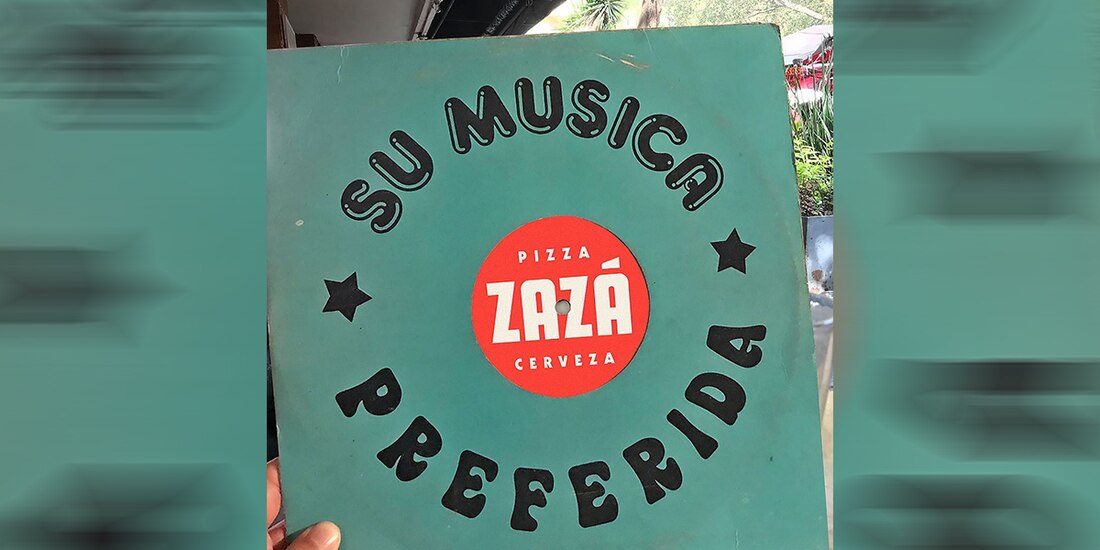 SU MUSICA
PIZZA
ZAZÁ
CERVEZA
PREFERIDA